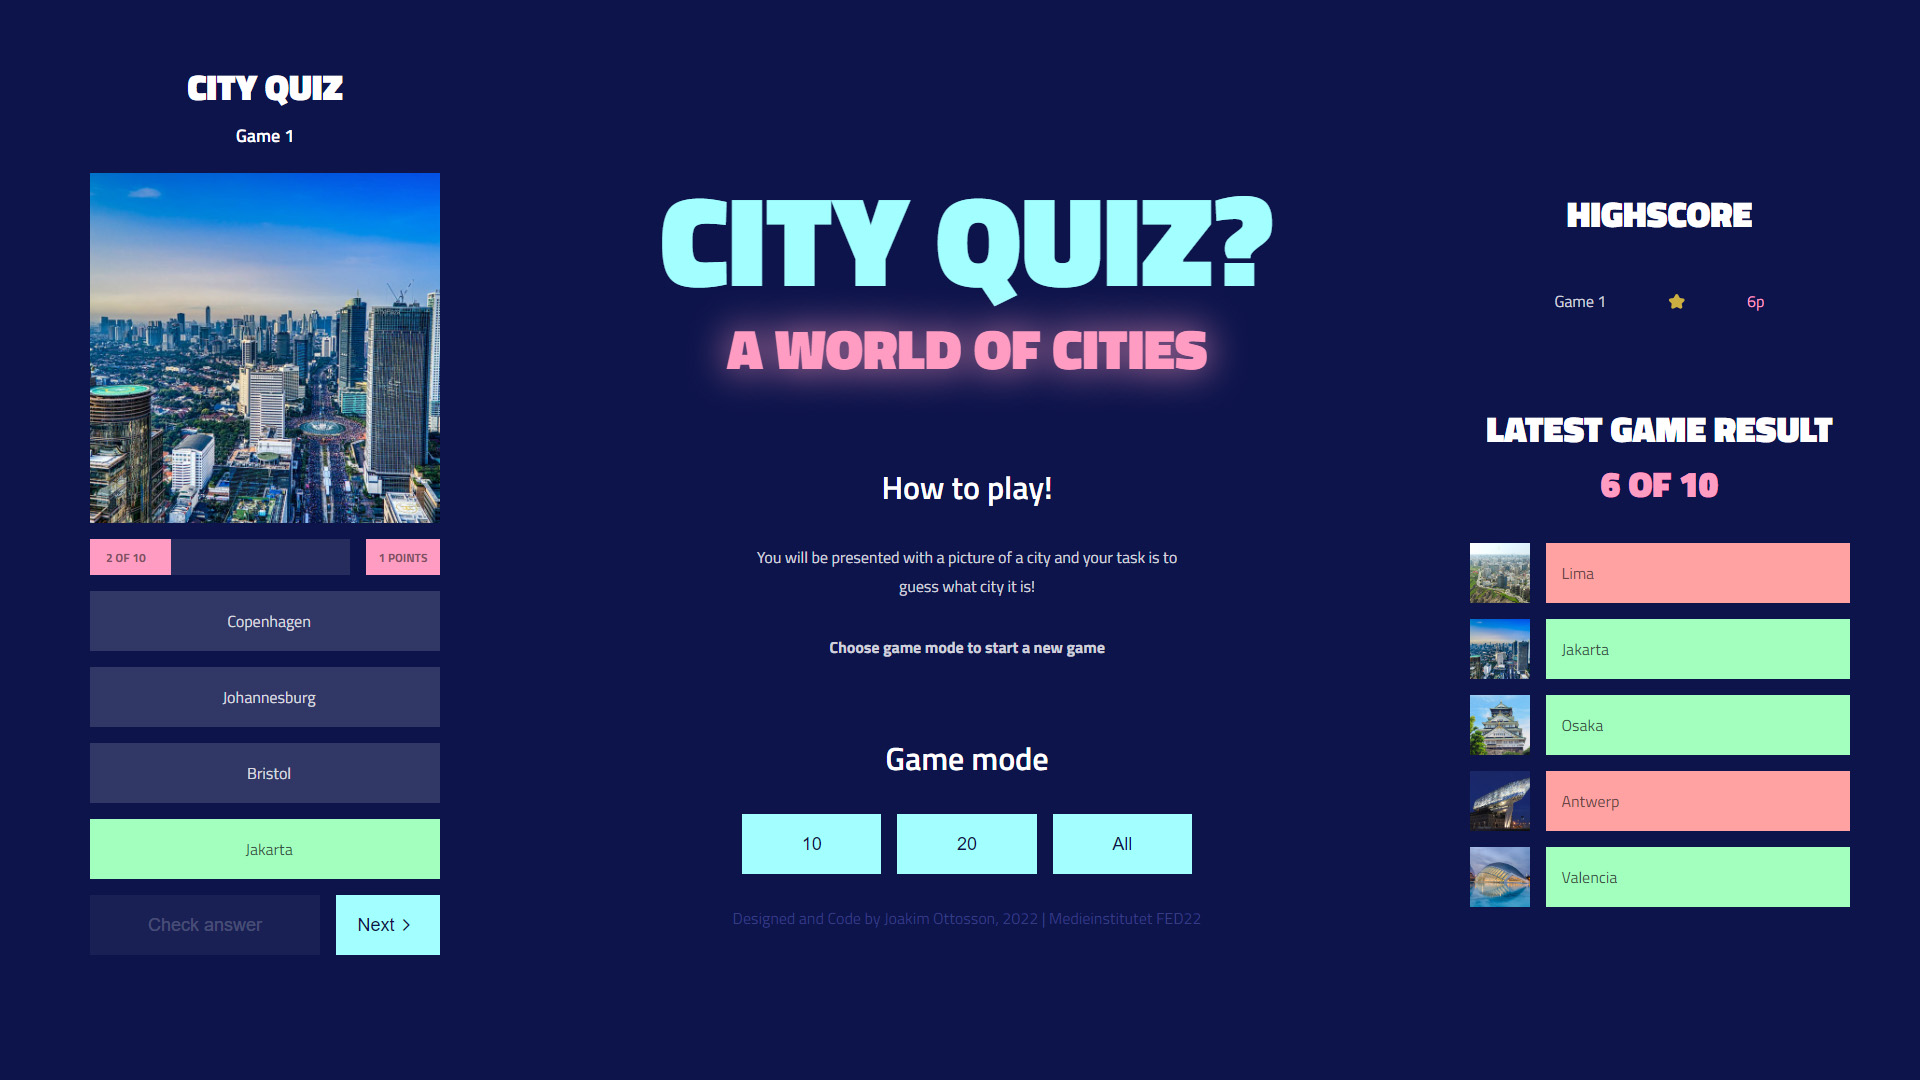 CITY QUIZ
Game 1
2 OF 10
1 POINTS
Copenhagen
Johannesburg
Bristol
Jakarta
Check answer
Next >
CITY QUIZ?
A WORLD OF CITIES
How to play!
You will be presented with a picture of a city and your task is to
guess what city it is!
Choose game mode to start a new game
Game mode
10
20
All
Designed and Code by Joakim Ottosson, 2022 | Medieinstitutet FED22
HIGHSCORE
Game 1 6p
LATEST GAME RESULT
6 OF 10
Lima
Jakarta
Osaka
Antwerp
Valencia